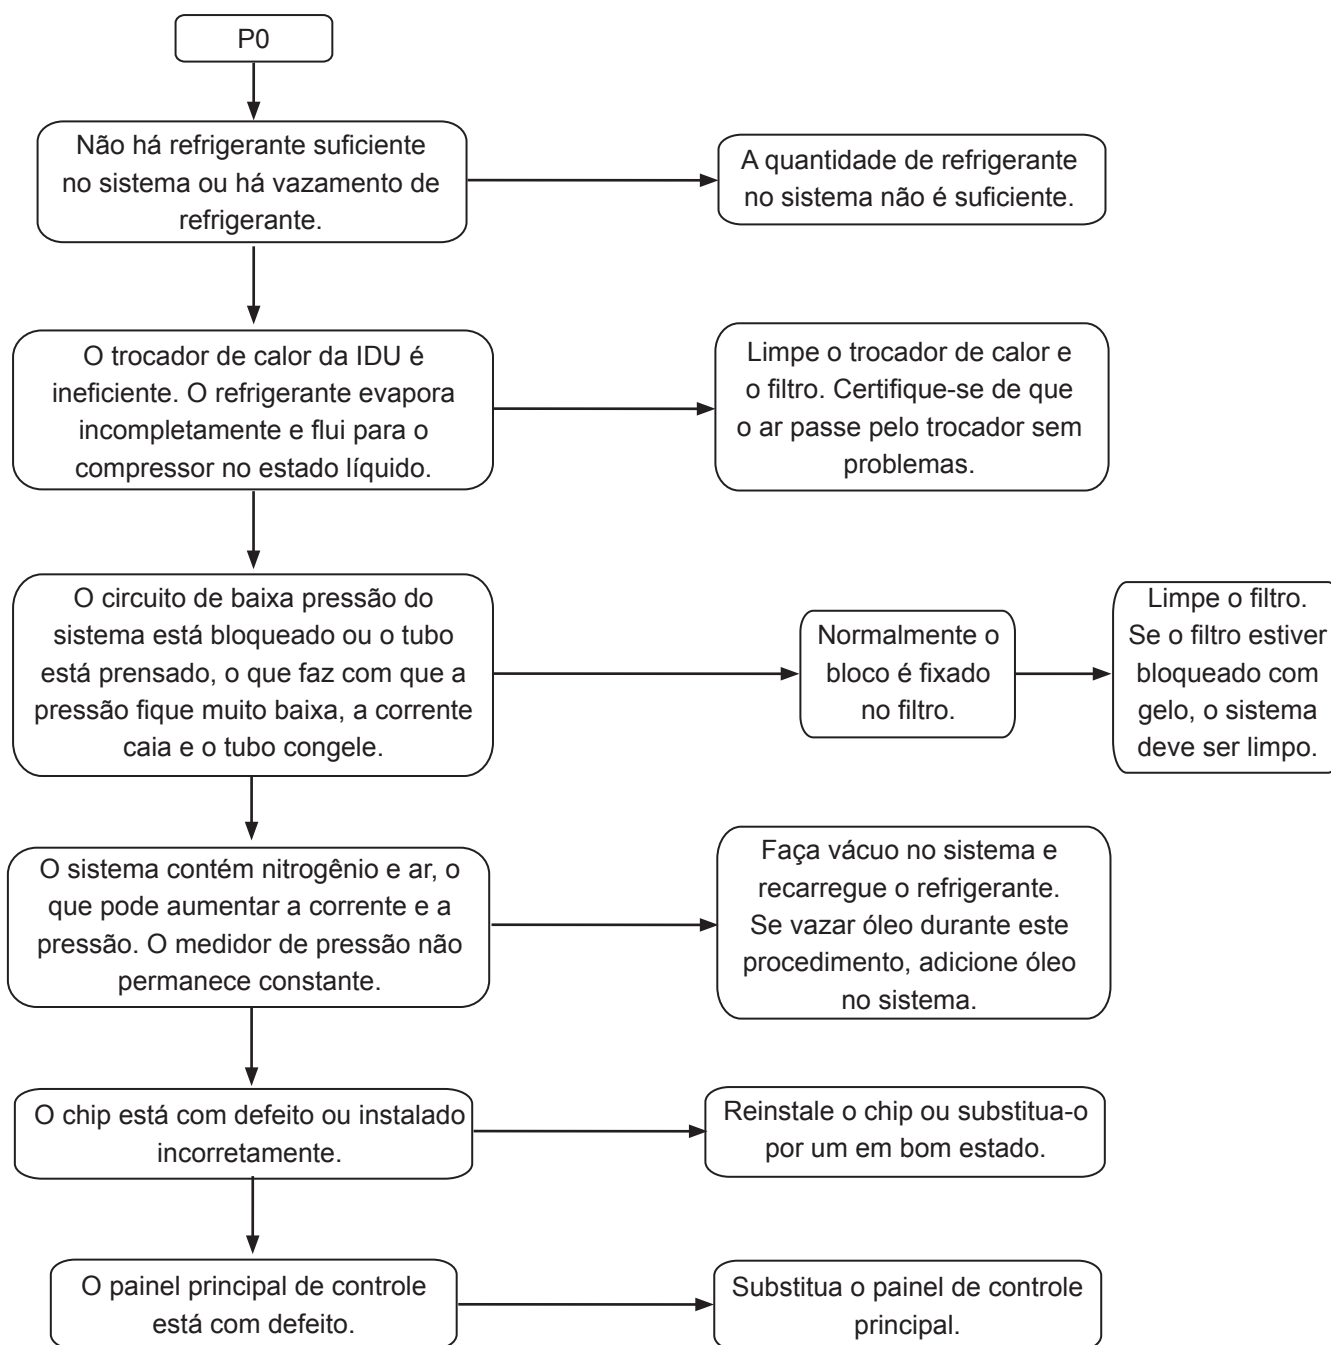 P0
Não há refrigerante suficiente
no sistema ou há vazamento de
refrigerante.
A quantidade de refrigerante
no sistema não é suficiente.
O trocador de calor da IDU é
ineficiente. O refrigerante evapora
incompletamente e flui para o
compressor no estado líquido.
Limpe o trocador de calor e
o filtro. Certifique-se de que
o ar passe pelo trocador sem
problemas.
O circuito de baixa pressão do
sistema está bloqueado ou o tubo
está prensado, o que faz com que a
pressão fique muito baixa, a corrente
caia e o tubo congele.
Normalmente o
bloco é fixado
no filtro.
Limpe o filtro.
Se o filtro estiver
bloqueado com
gelo, o sistema
deve ser limpo.
O sistema contém nitrogênio e ar, o
que pode aumentar a corrente e a
pressão. O medidor de pressão não
permanece constante.
Faça vácuo no sistema e
recarregue o refrigerante.
Se vazar óleo durante este
procedimento, adicione óleo
no sistema.
O chip está com defeito ou instalado
incorretamente.
Reinstale o chip ou substitua-o
por um em bom estado.
O painel principal de controle
está com defeito.
Substitua o painel de controle
principal.